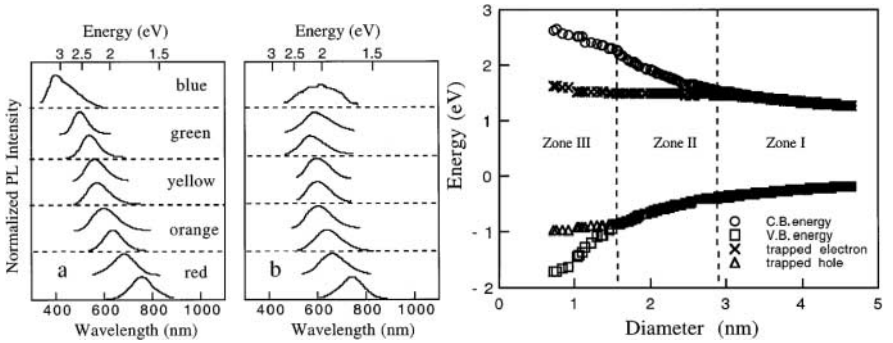 Energy (eV)
3 2.5 2 1.5
Normalized PL Intensity
blue
green
yellow
orange
red
a
400 600 800 1000
Wavelength (nm)
Energy (eV)
3 2.5 2 1.5
b
400 600 800 1000
Wavelength (nm)
Energy (eV)
3
2
1
0
- 1
- 2
Zone III
Zone II
Zone I
C.B. energy
V.B. energy
trapped electron
trapped hole
0 1 2 3 4 5
Diameter (nm)